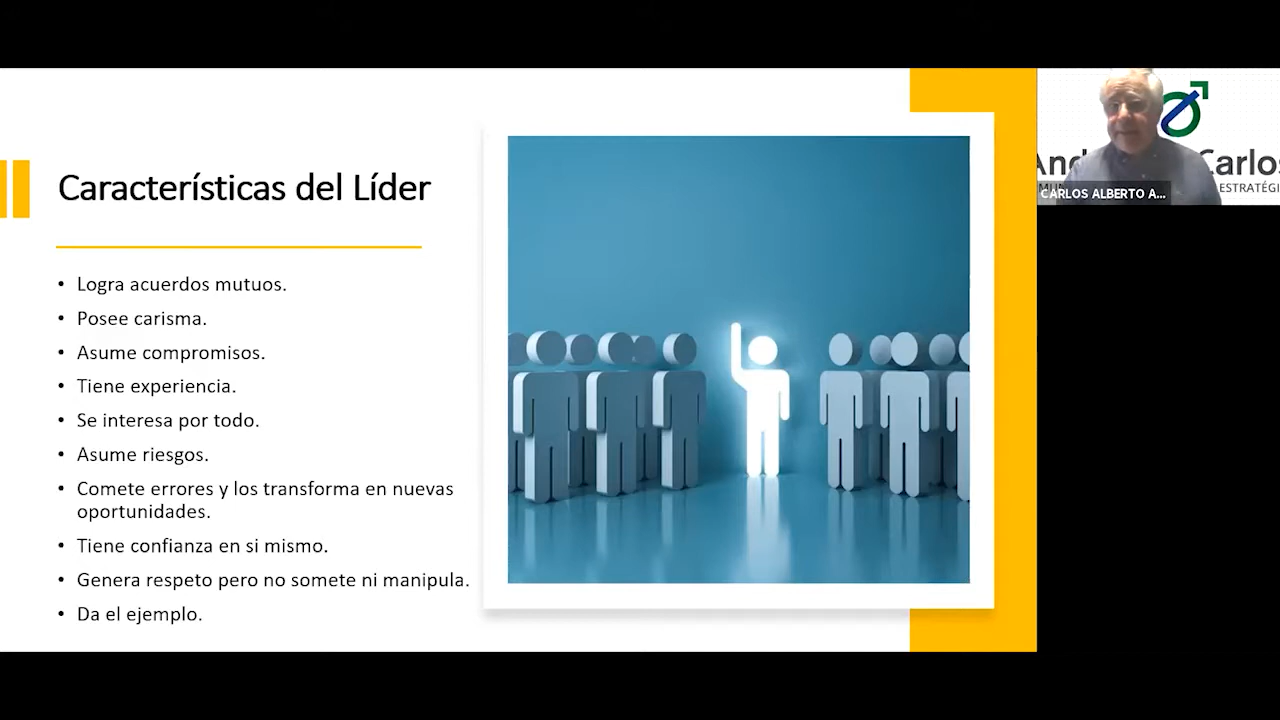 Características del Líder
• Logra acuerdos mutuos.
• Posee carisma.
• Asume compromisos.
• Tiene experiencia.
• Se interesa por todo.
• Asume riesgos.
• Comete errores y los transforma en nuevas
oportunidades.
• Tiene confianza en si mismo.
• Genera respeto pero no somete ni manipula.
• Da el ejemplo.
Carlos
ESTRATÉGI
CARLOS ALBERTO A...